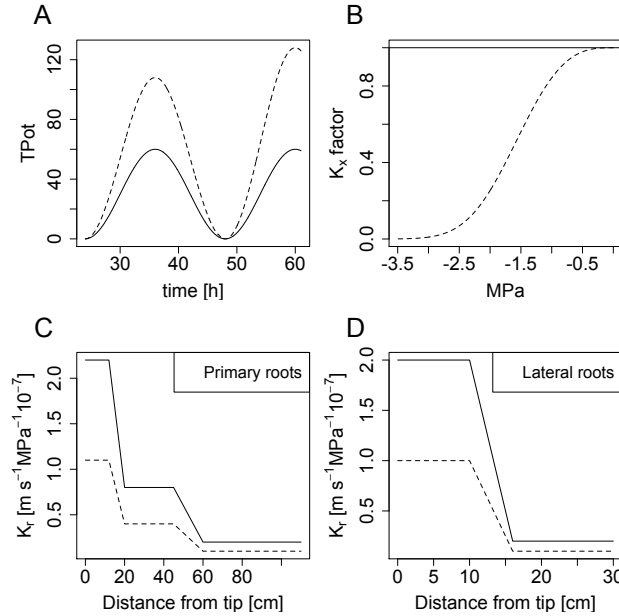 A
TPot
0 40 80 120
30 40 50 60
time [h]
B
Kₓ factor
0.0 0.4 0.8
-3.5 -2.5 -1.5 -0.5
MPa
C
Primary roots
Kᵣ [m s⁻¹MPa⁻¹10⁻⁷]
0.5 1.0 1.5 2.0
0 20 40 60 80
Distance from tip [cm]
D
Lateral roots
Kᵣ [m s⁻¹MPa⁻¹10⁻⁷]
0.5 1.0 1.5 2.0
0 5 10 15 20 30
Distance from tip [cm]